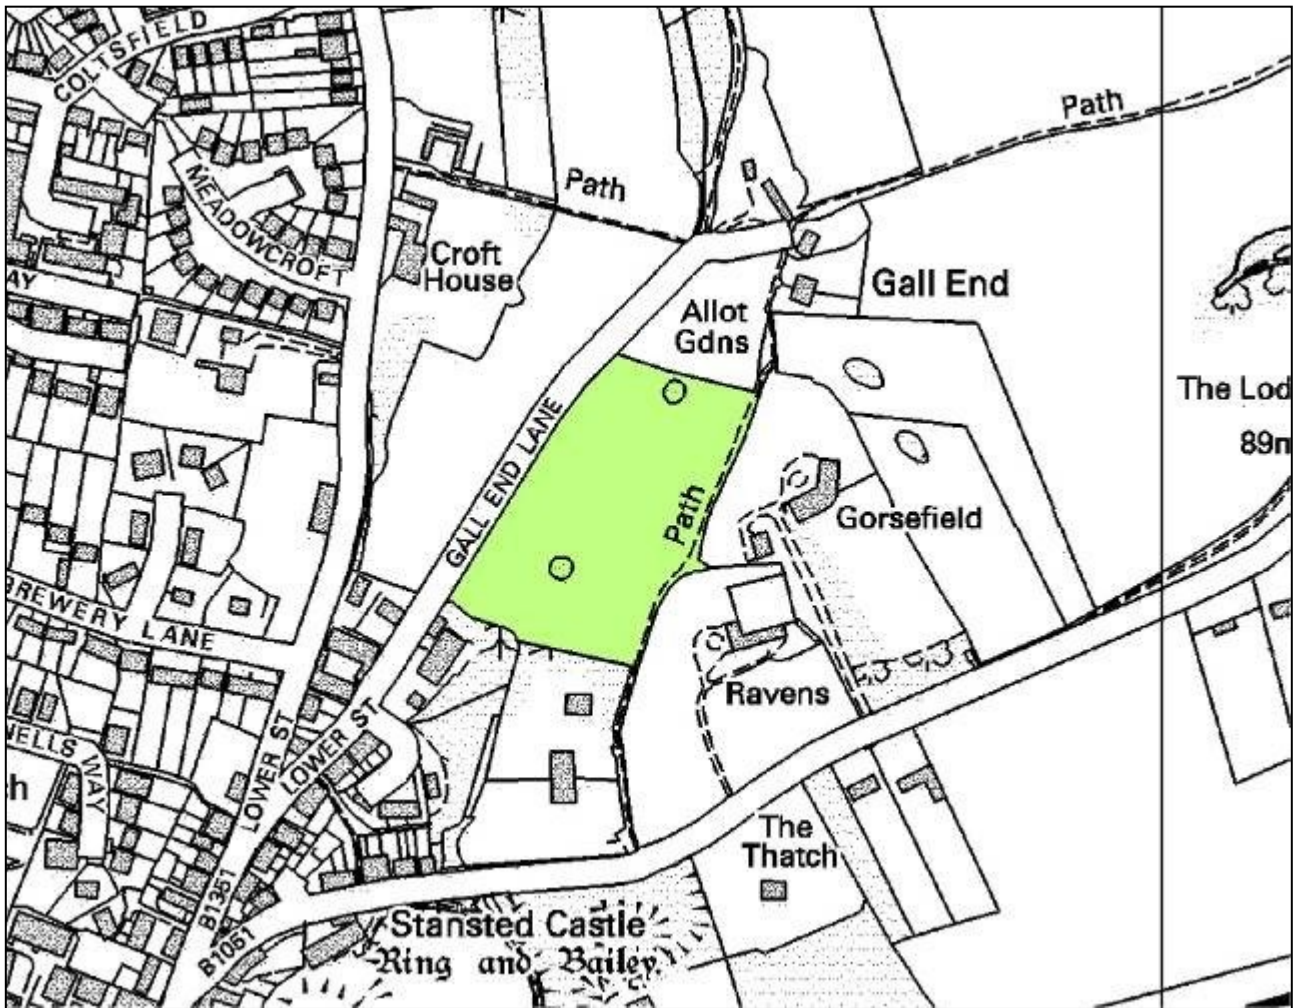 COLTSFIELD
Path
Path
MEADOWCROFT
Croft
House
AY
Gall End
Allot
Gdns
The Lod
89m
GALL END LANE
Path
Gorsefield
BREWERY LANE
Ravens
NELLS WAY
LOWER ST
LOWER ST
h
The
Thatch
B1351
B1051
Stansted Castle
Ring and Bailey